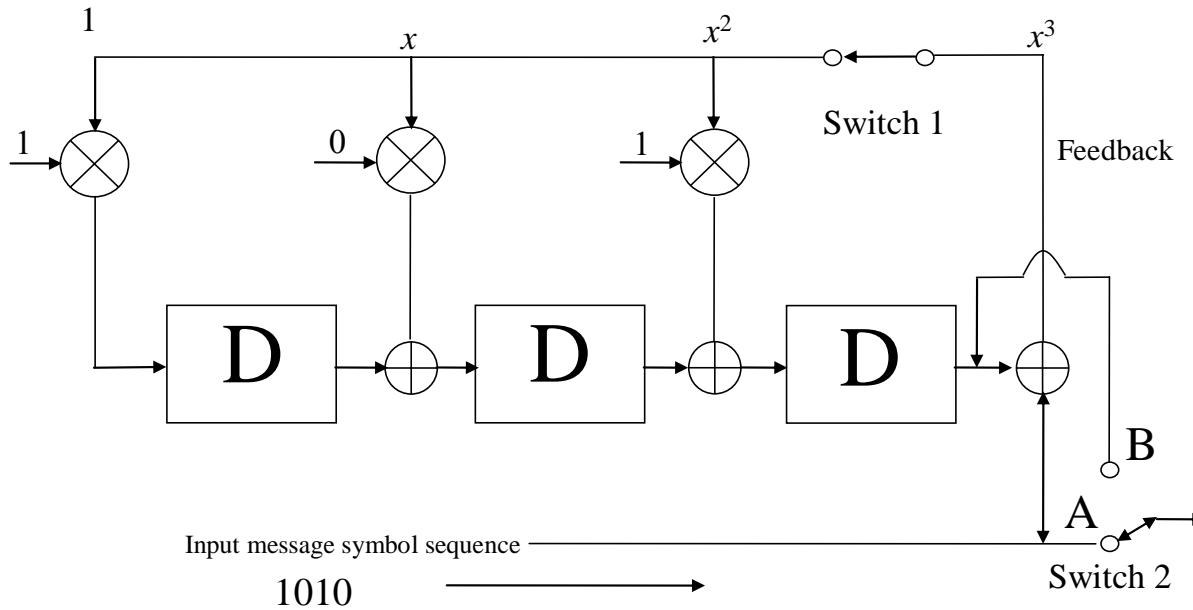 1
x
x²
x³
Switch 1
1
0
1
Feedback
D
D
D
B
A
Input message symbol sequence
Switch 2
1010